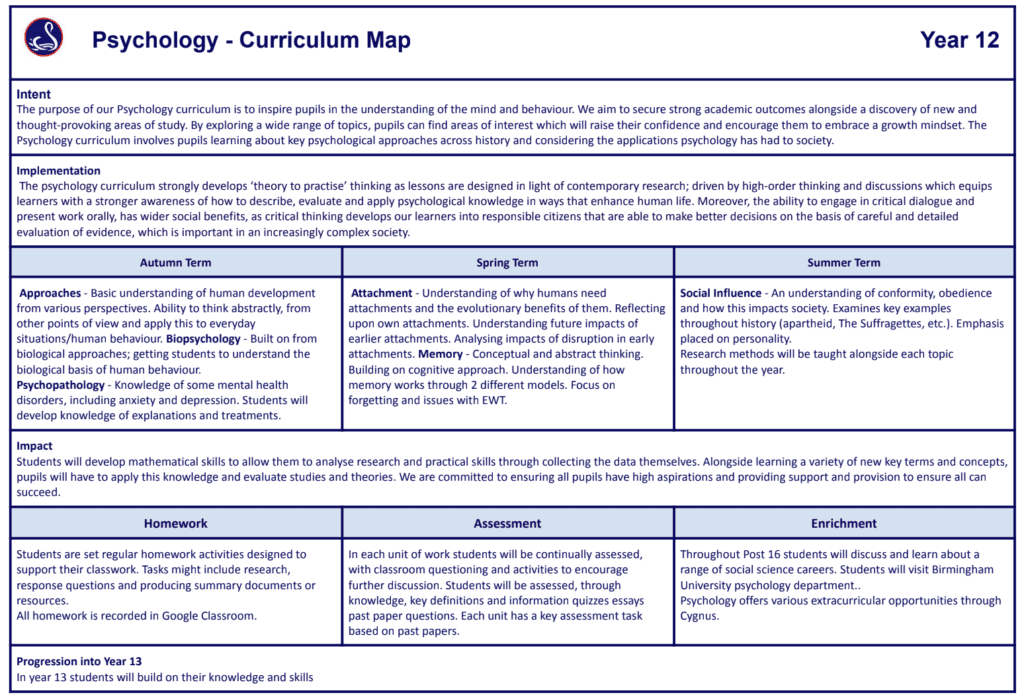 Psychology - Curriculum Map
Year 12
Intent
The purpose of our Psychology curriculum is to inspire pupils in the understanding of the mind and behaviour. We aim to secure strong academic outcomes alongside a discovery of new and
thought-provoking areas of study. By exploring a wide range of topics, pupils can find areas of interest which will raise their confidence and encourage them to embrace a growth mindset. The
Psychology curriculum involves pupils learning about key psychological approaches across history and considering the applications psychology has had to society.
Implementation
The psychology curriculum strongly develops ‘theory to practise’ thinking as lessons are designed in light of contemporary research; driven by high-order thinking and discussions which equips
learners with a stronger awareness of how to describe, evaluate and apply psychological knowledge in ways that enhance human life. Moreover, the ability to engage in critical dialogue and
present work orally, has wider social benefits, as critical thinking develops our learners into responsible citizens that are able to make better decisions on the basis of careful and detailed
evaluation of evidence, which is important in an increasingly complex society.
Autumn Term
Approaches - Basic understanding of human development
from various perspectives. Ability to think abstractly, from
other points of view and apply this to everyday
situations/human behaviour. Biopsychology - Built on from
biological approaches; getting students to understand the
biological basis of human behaviour.
Psychopathology - Knowledge of some mental health
disorders, including anxiety and depression. Students will
develop knowledge of explanations and treatments.
Spring Term
Attachment - Understanding of why humans need
attachments and the evolutionary benefits of them. Reflecting
upon own attachments. Understanding future impacts of
earlier attachments. Analysing impacts of disruption in early
attachments. Memory - Conceptual and abstract thinking.
Building on cognitive approach. Understanding of how
memory works through 2 different models. Focus on
forgetting and issues with EWT.
Summer Term
Social Influence - An understanding of conformity, obedience
and how this impacts society. Examines key examples
throughout history (apartheid, The Suffragettes, etc.). Emphasis
placed on personality.
Research methods will be taught alongside each topic
throughout the year.
Impact
Students will develop mathematical skills to allow them to analyse research and practical skills through collecting the data themselves. Alongside learning a variety of new key terms and concepts,
pupils will have to apply this knowledge and evaluate studies and theories. We are committed to ensuring all pupils have high aspirations and providing support and provision to ensure all can
succeed.
Homework
Students are set regular homework activities designed to
support their classwork. Tasks might include research,
response questions and producing summary documents or
resources.
All homework is recorded in Google Classroom.
Assessment
In each unit of work students will be continually assessed,
with classroom questioning and activities to encourage
further discussion. Students will be assessed, through
knowledge, key definitions and information quizzes essays
past paper questions. Each unit has a key assessment task
based on past papers.
Enrichment
Throughout Post 16 students will discuss and learn about a
range of social science careers. Students will visit Birmingham
University psychology department..
Psychology offers various extracurricular opportunities through
Cygnus.
Progression into Year 13
In year 13 students will build on their knowledge and skills